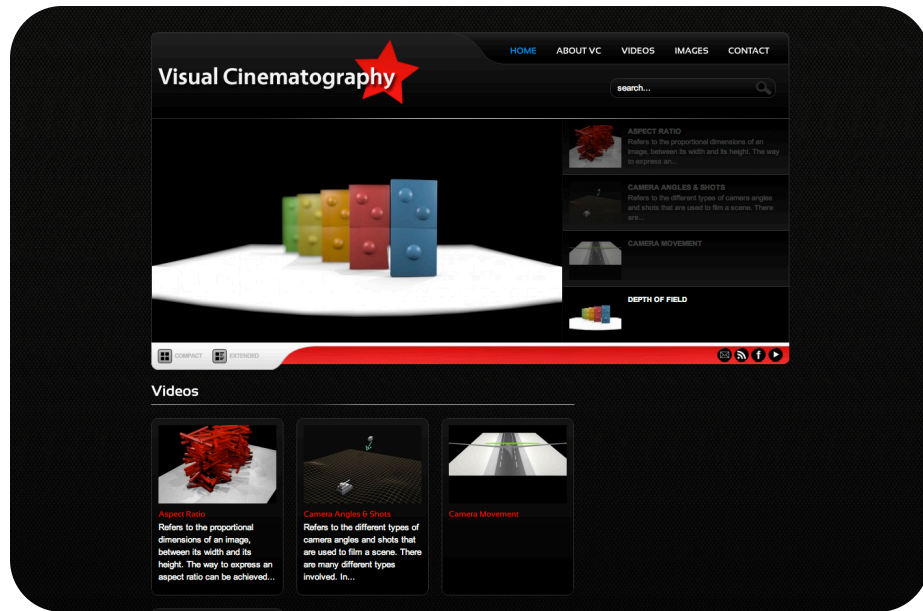 HOME ABOUT VC VIDEOS IMAGES CONTACT
Visual Cinematography
search...
ASPECT RATIO
Refers to the proportional dimensions of an
image, between its width and its height. The way
to express an...
CAMERA ANGLES & SHOTS
Refers to the different types of camera angles
and shots that are used to film a scene. There
are...
CAMERA MOVEMENT
DEPTH OF FIELD
COMPACT EXTENDED
Videos
Aspect Ratio
Refers to the proportional
dimensions of an image,
between its width and its
height. The way to express an
aspect ratio can be achieved...
Camera Angles & Shots
Refers to the different types of
camera angles and shots that
are used to film a scene. There
are many different types
involved. In...
Camera Movement